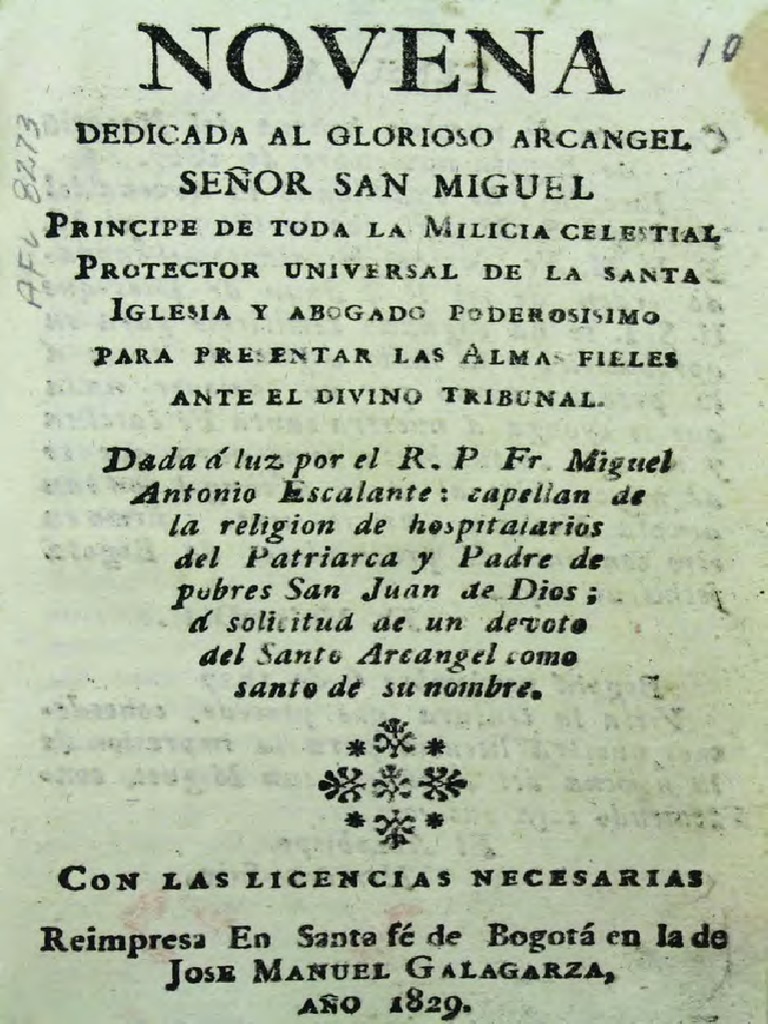 10
AFC 8273
NOVENA
DEDICADA AL GLORIOSO ARCANGEL
SEÑOR SAN MIGUEL
PRINCIPE DE TODA LA MILICIA CELESTIAL
PROTECTOR UNIVERSAL DE LA SANTA
IGLESIA Y ABOGADO PODEROSISIMO
PARA PRESENTAR LAS ALMAS FIELES
ANTE EL DIVINO TRIBUNAL.
Dada á luz por el R. P Fr. Miguel
Antonio Escalante: capellan de
la religion de hospitalarios
del Patriarca y Padre de
pobres San Juan de Dios;
á solicitud de un devoto
del Santo Arcangel como
santo de su nombre.
CON LAS LICENCIAS NECESARIAS
Reimpresa En Santa fé de Bogotá en la de
JOSE MANUEL GALAGARZA,
AÑO 1829.